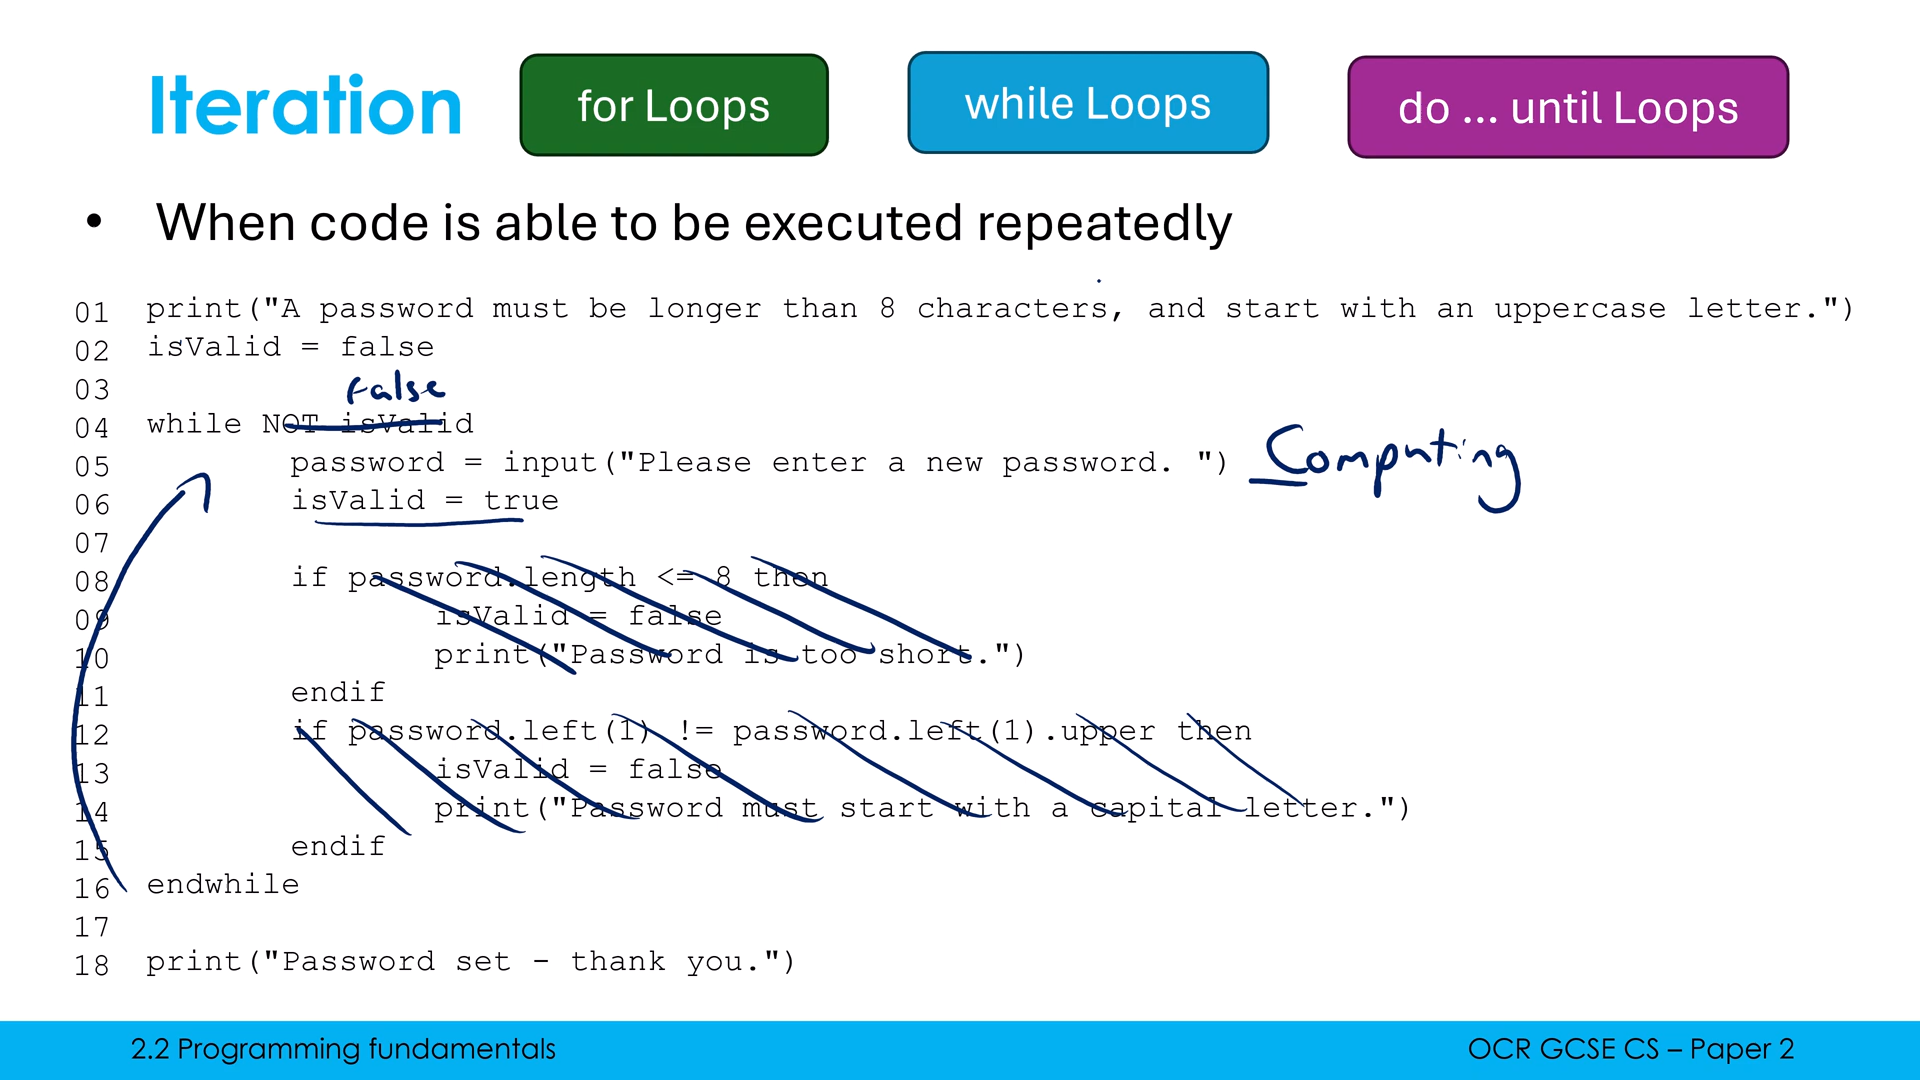 Iteration
for Loops
while Loops
do ... until Loops
• When code is able to be executed repeatedly
01 print("A password must be longer than 8 characters, and start with an uppercase letter.")
02 isValid = false
03
false
04 while NOT isValid
05 password = input("Please enter a new password. ") Computing
06 isValid = true
07
08 if password.length <= 8 then
09 isValid = false
10 print("Password is too short.")
11 endif
12 if password.left(1) != password.left(1).upper then
13 isValid = false
14 print("Password must start with a capital letter.")
15 endif
16 endwhile
17
18 print("Password set - thank you.")
2.2 Programming fundamentals
OCR GCSE CS – Paper 2